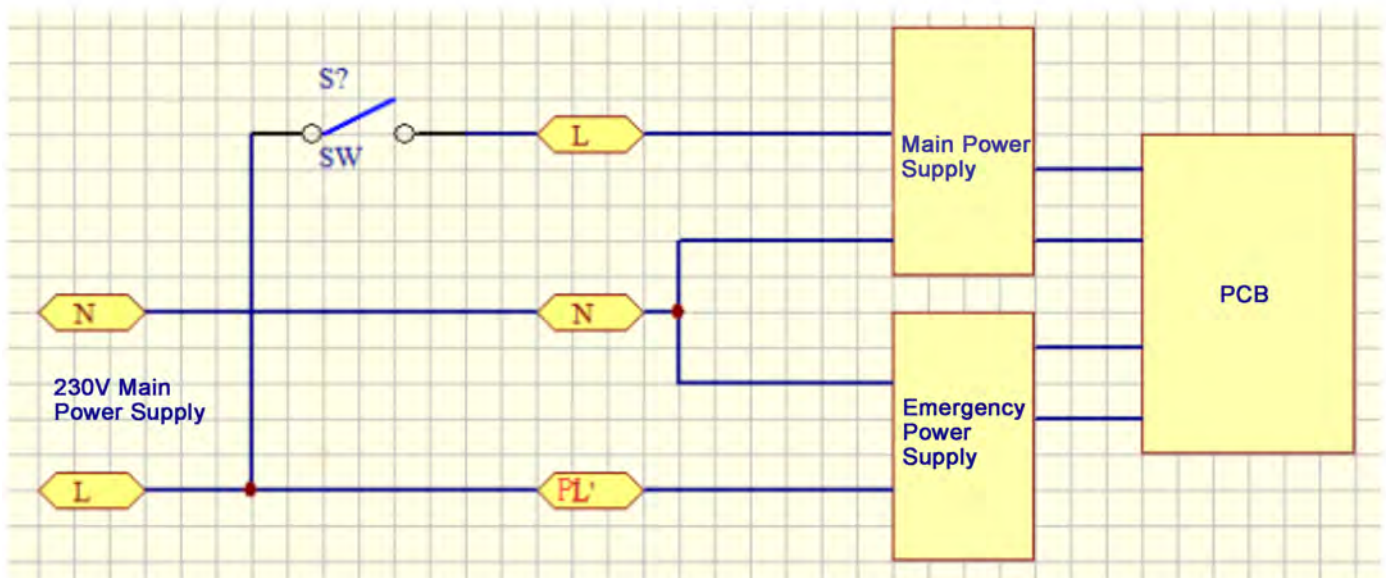 S?
SW
L
Main Power
Supply
PCB
N
N
230V Main
Power Supply
Emergency
Power
Supply
L
PL'